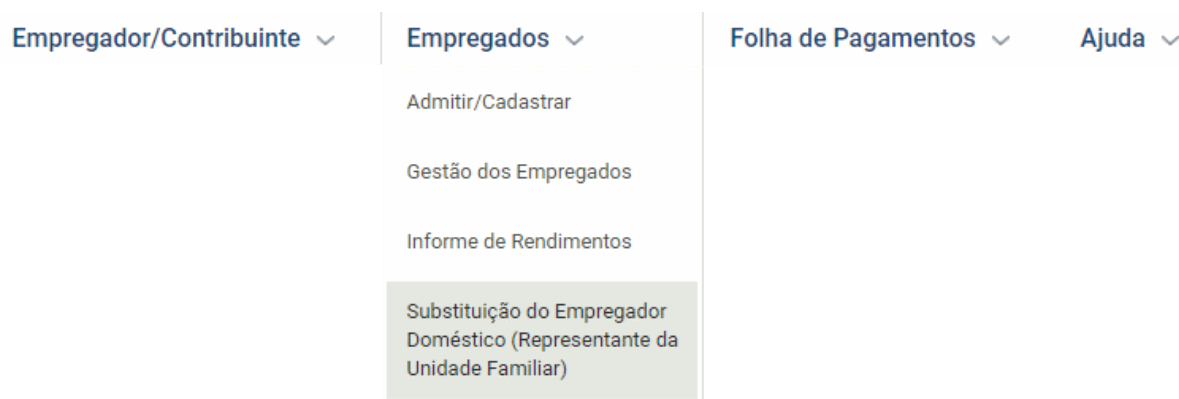 Empregador/Contribuinte
Empregados
Folha de Pagamentos
Ajuda
Admitir/Cadastrar
Gestão dos Empregados
Informe de Rendimentos
Substituição do Empregador
Doméstico (Representante da
Unidade Familiar)